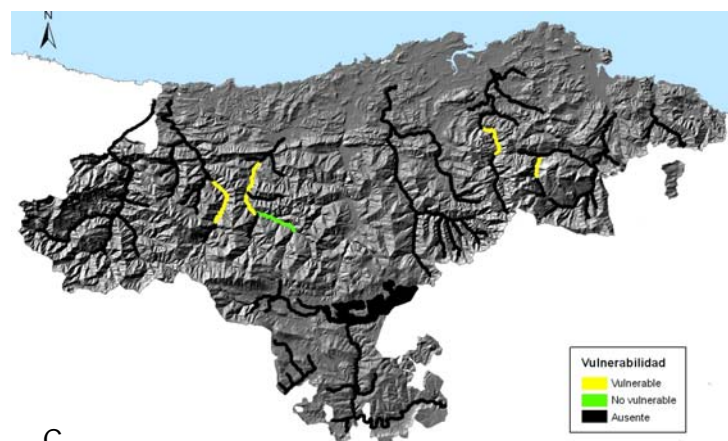 N
Vulnerabilidad
Vulnerable
No vulnerable
Ausente
C